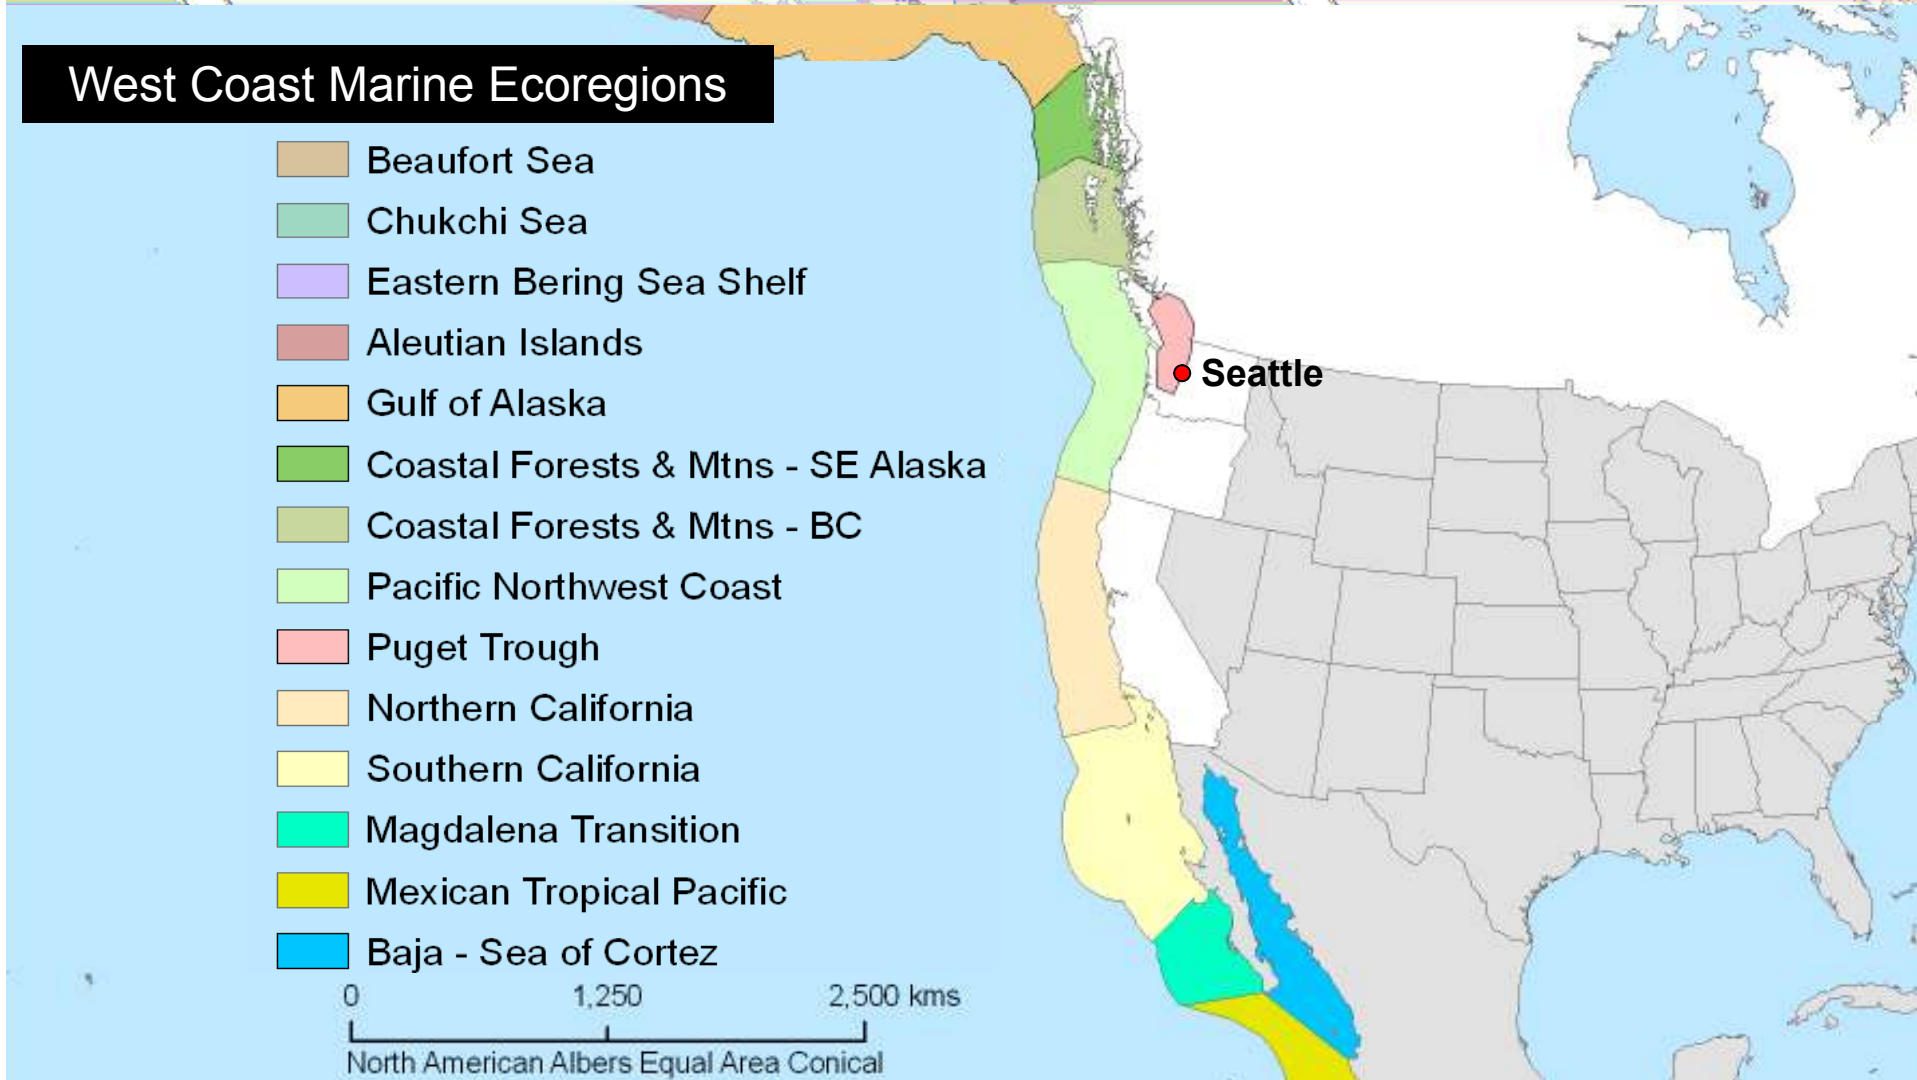 West Coast Marine Ecoregions
Beaufort Sea
Chukchi Sea
Eastern Bering Sea Shelf
Aleutian Islands
Gulf of Alaska
Coastal Forests & Mtns - SE Alaska
Coastal Forests & Mtns - BC
Pacific Northwest Coast
Puget Trough
Northern California
Southern California
Magdalena Transition
Mexican Tropical Pacific
Baja - Sea of Cortez
0 1,250 2,500 kms
North American Albers Equal Area Conical
Seattle